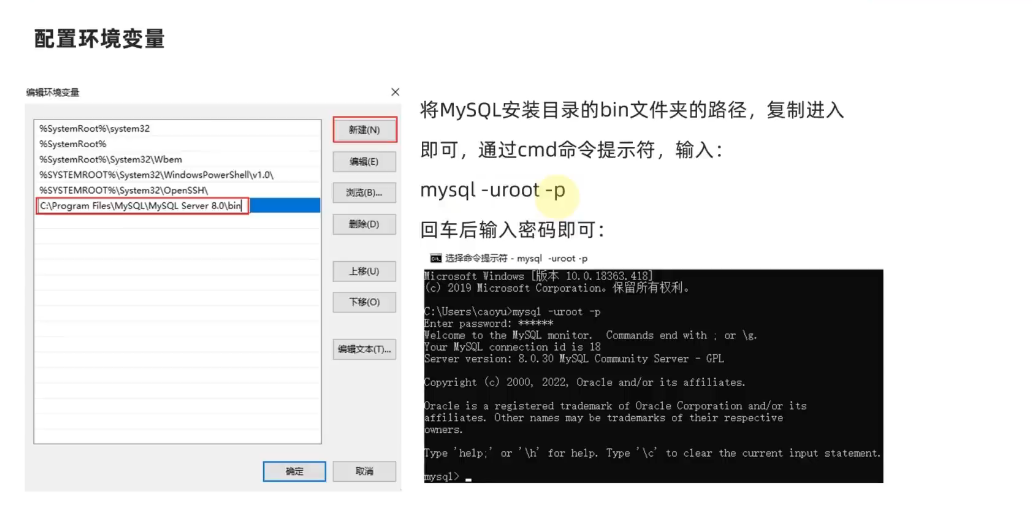 配置环境变量
编辑环境变量
%SystemRoot%\system32
%SystemRoot%
%SystemRoot%\System32\Wbem
%SYSTEMROOT%\System32\WindowsPowerShell\v1.0\
%SYSTEMROOT%\System32\OpenSSH\
C:\Program Files\MySQL\MySQL Server 8.0\bin
新建(N)
编辑(E)
浏览(B)...
删除(D)
上移(U)
下移(O)
编辑文本(T)...
确定
取消
将MySQL安装目录的bin文件夹的路径，复制进入
即可，通过cmd命令提示符，输入：
mysql -uroot -p
回车后输入密码即可：
选择命令提示符 - mysql -uroot -p
Microsoft Windows [版本 10.0.18363.418]
(c) 2019 Microsoft Corporation。保留所有权利。
C:\Users\caoyu>mysql -uroot -p
Enter password: ******
Welcome to the MySQL monitor.  Commands end with ; or \g.
Your MySQL connection id is 18
Server version: 8.0.30 MySQL Community Server - GPL
Copyright (c) 2000, 2022, Oracle and/or its affiliates.
Oracle is a registered trademark of Oracle Corporation and/or its
affiliates. Other names may be trademarks of their respective
owners.
Type 'help;' or '\h' for help. Type '\c' to clear the current input statement.
mysql>